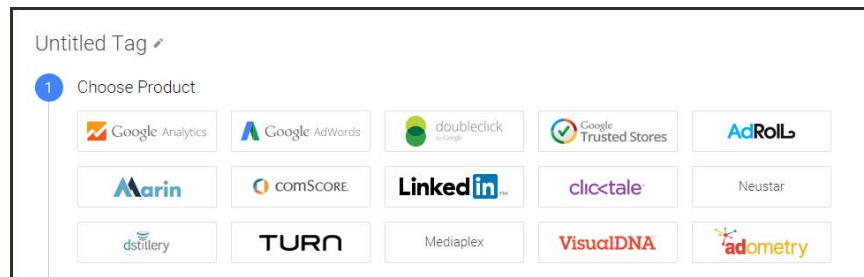 Untitled Tag
1 Choose Product
Google Analytics Google AdWords doubleclick by Google Google Trusted Stores AdRoll
Marin comSCORE. LinkedIn™ clicktale Neustar
dstillery TURN Mediaplex VisualDNA adometry